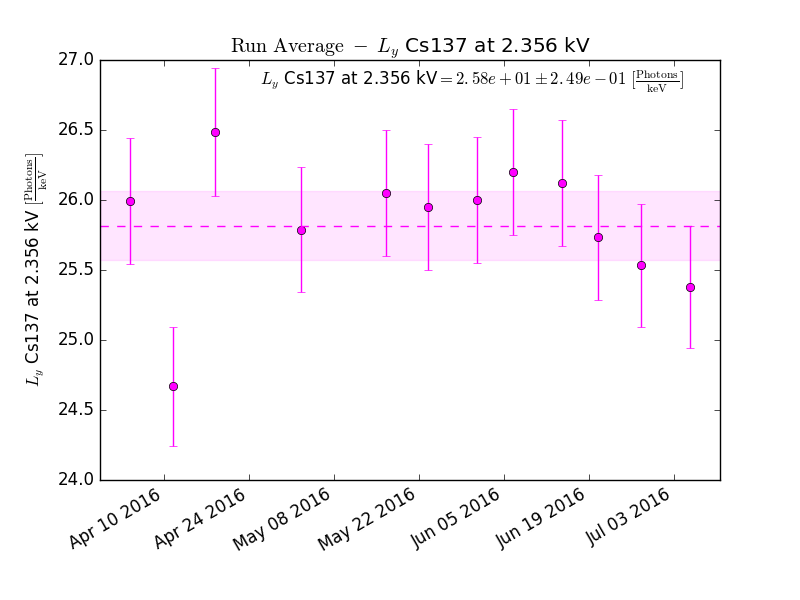 Run Average − L_y Cs137 at 2.356 kV
L_y Cs137 at 2.356 kV = 2.58e + 01 ± 2.49e − 01 [Photons/keV]
L_y Cs137 at 2.356 kV [Photons/keV]
27.0
26.5
26.0
25.5
25.0
24.5
24.0
Apr 10 2016
Apr 24 2016
May 08 2016
May 22 2016
Jun 05 2016
Jun 19 2016
Jul 03 2016